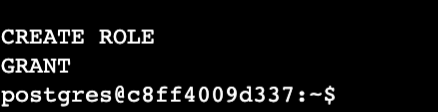 CREATE ROLE
GRANT
postgres@c8ff4009d337:~$